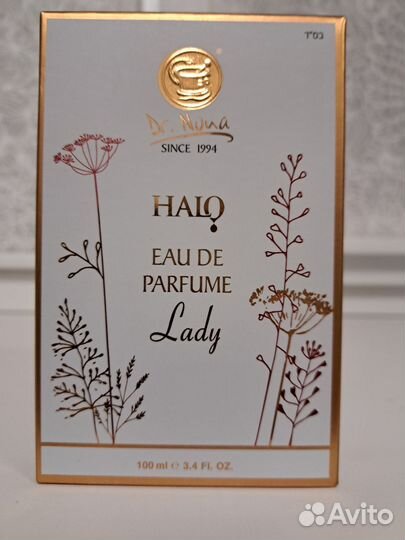 בס"ד
Dr. Nona
SINCE 1994
HALO
EAU DE
PARFUME
Lady
100 ml ℮ 3.4 FL. OZ.
Avito